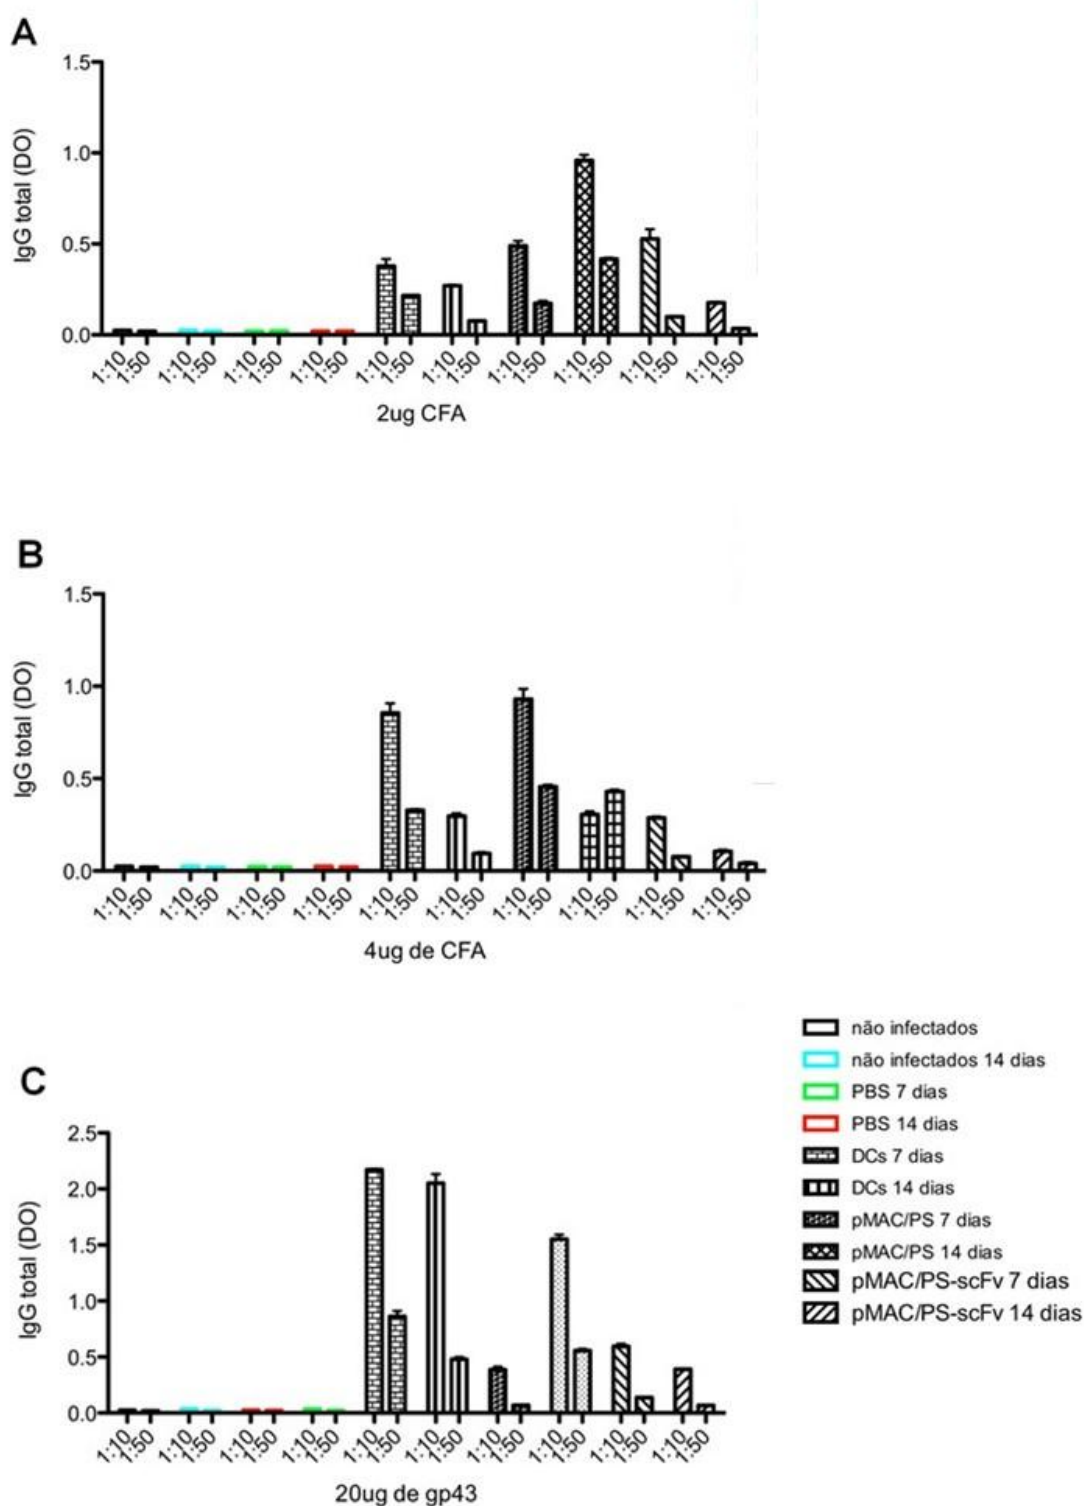 A
1.5
1.0
0.5
0.0
IgG total (DO)
1:10 1:50 1:10 1:50 1:10 1:50 1:10 1:50 1:10 1:50 1:10 1:50 1:10 1:50 1:10 1:50 1:10 1:50 1:10 1:50
2ug CFA
B
1.5
1.0
0.5
0.0
IgG total (DO)
1:10 1:50 1:10 1:50 1:10 1:50 1:10 1:50 1:10 1:50 1:10 1:50 1:10 1:50 1:10 1:50 1:10 1:50 1:10 1:50
4ug de CFA
C
2.5
2.0
1.5
1.0
0.5
0.0
IgG total (DO)
1:10 1:50 1:10 1:50 1:10 1:50 1:10 1:50 1:10 1:50 1:10 1:50 1:10 1:50 1:10 1:50 1:10 1:50 1:10 1:50
20ug de gp43
não infectados
não infectados 14 dias
PBS 7 dias
PBS 14 dias
DCs 7 dias
DCs 14 dias
pMAC/PS 7 dias
pMAC/PS 14 dias
pMAC/PS-scFv 7 dias
pMAC/PS-scFv 14 dias